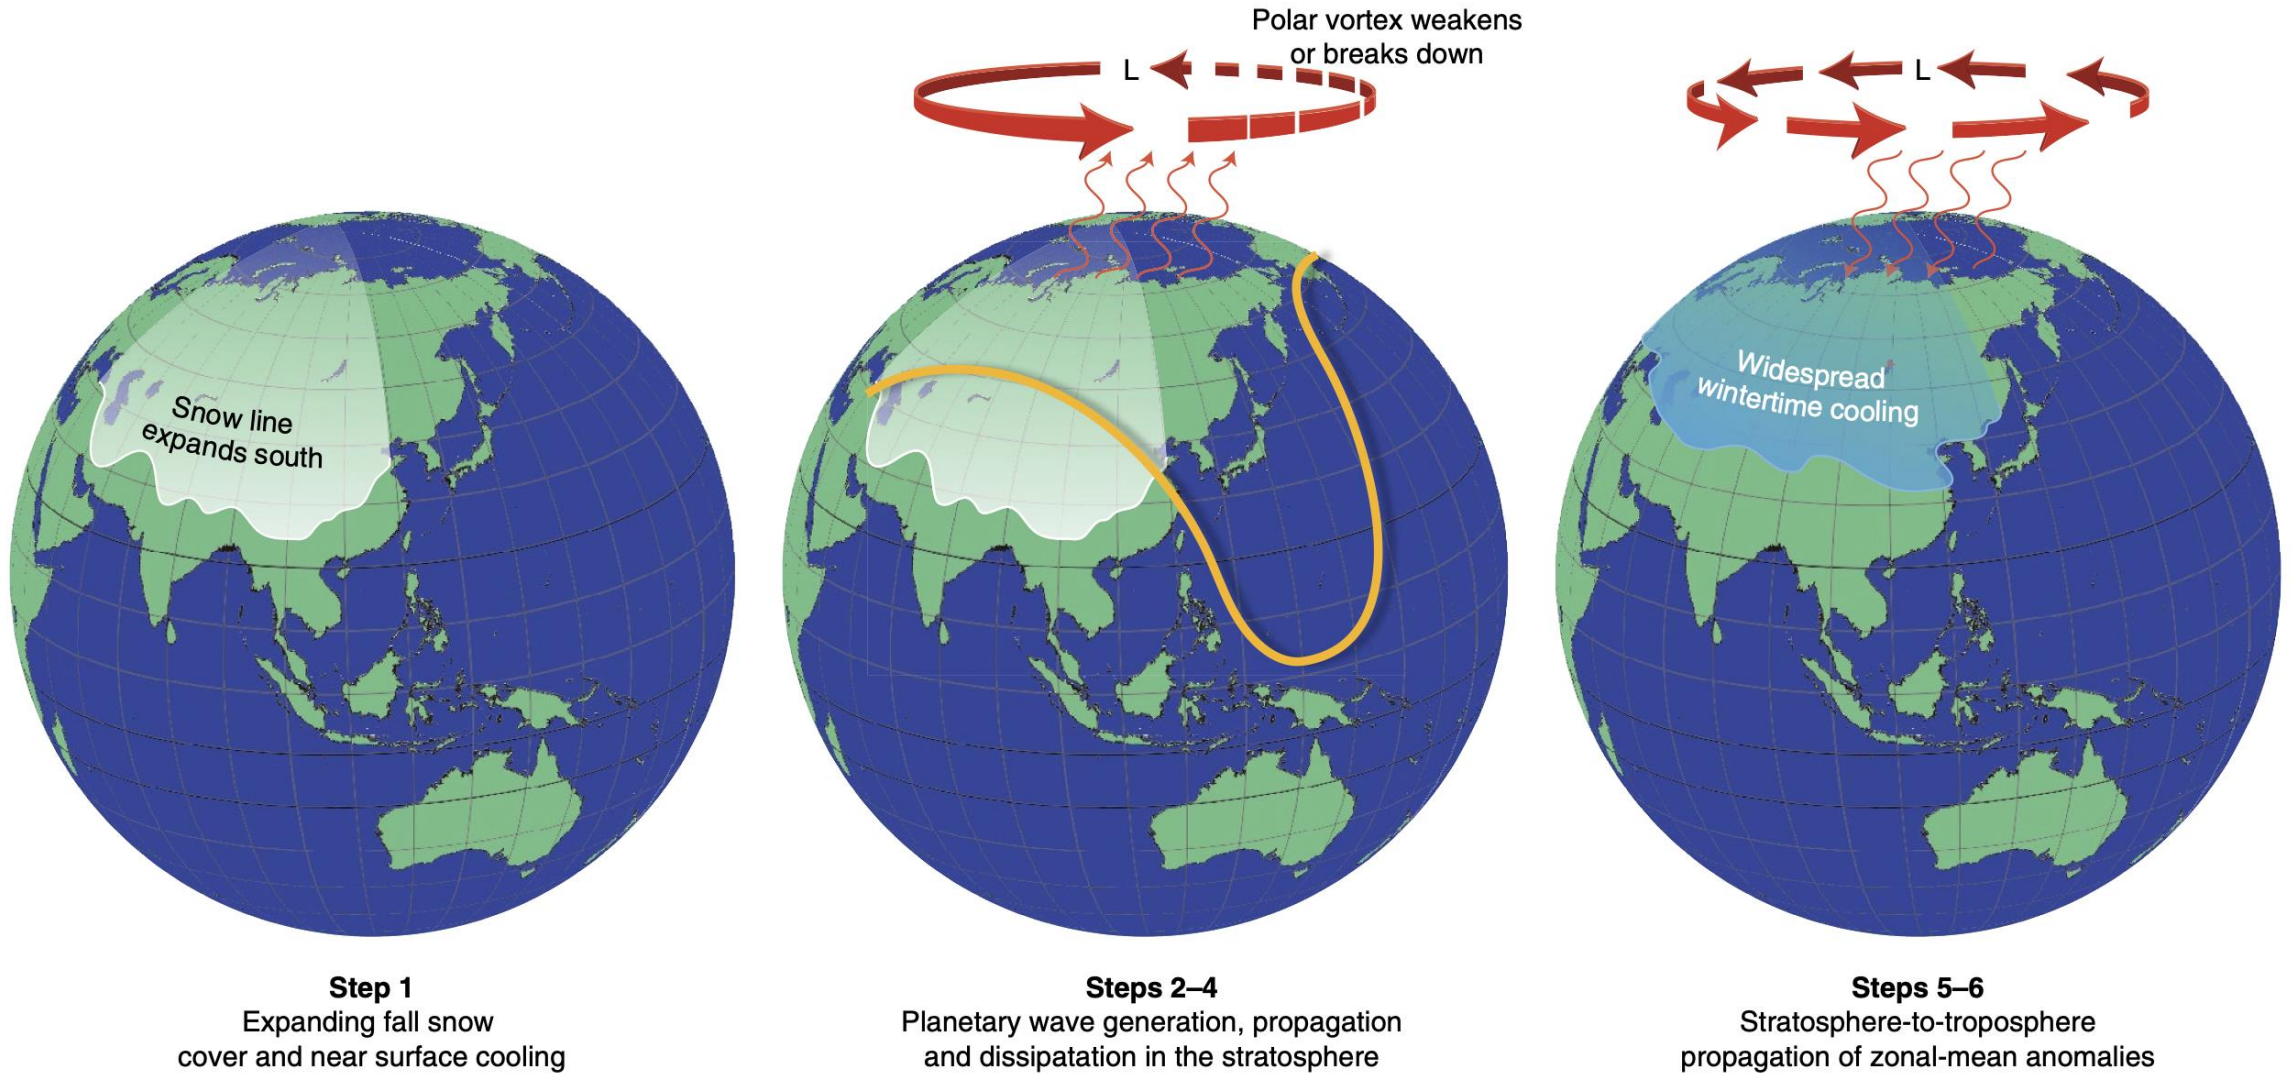 Polar vortex weakens
or breaks down
L
L
Snow line
expands south
Widespread
wintertime cooling
Step 1
Expanding fall snow
cover and near surface cooling
Steps 2–4
Planetary wave generation, propagation
and dissipatation in the stratosphere
Steps 5–6
Stratosphere-to-troposphere
propagation of zonal-mean anomalies